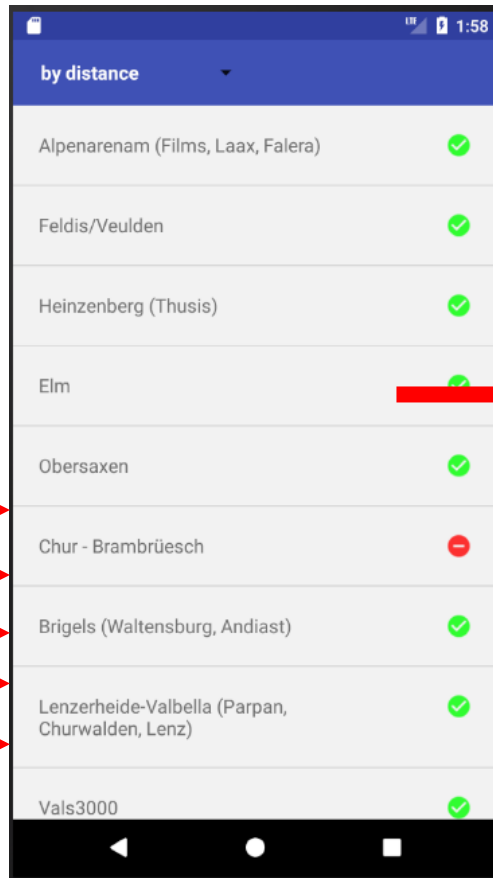 LTE 1:58
by distance
Alpenarenam (Films, Laax, Falera)
Feldis/Veulden
Heinzenberg (Thusis)
Elm
Obersaxen
Chur - Brambrüesch
Brigels (Waltensburg, Andiast)
Lenzerheide-Valbella (Parpan,
Churwalden, Lenz)
Vals3000